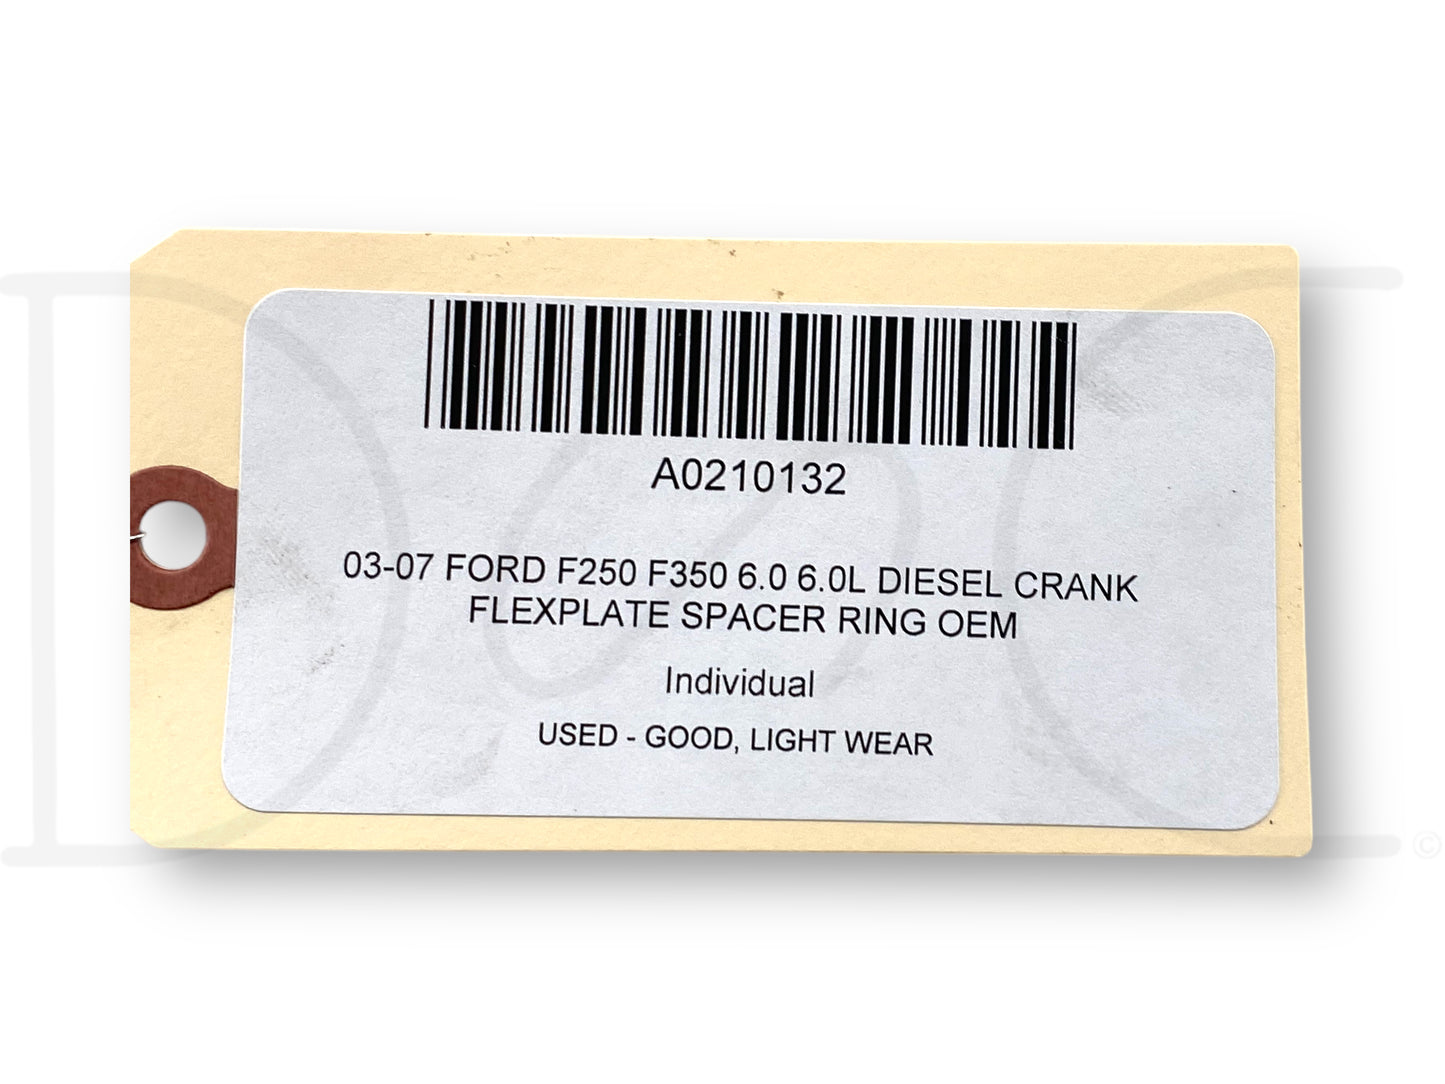 A0210132
03-07 FORD F250 F350 6.0 6.0L DIESEL CRANK
FLEXPLATE SPACER RING OEM
Individual
USED - GOOD, LIGHT WEAR
©